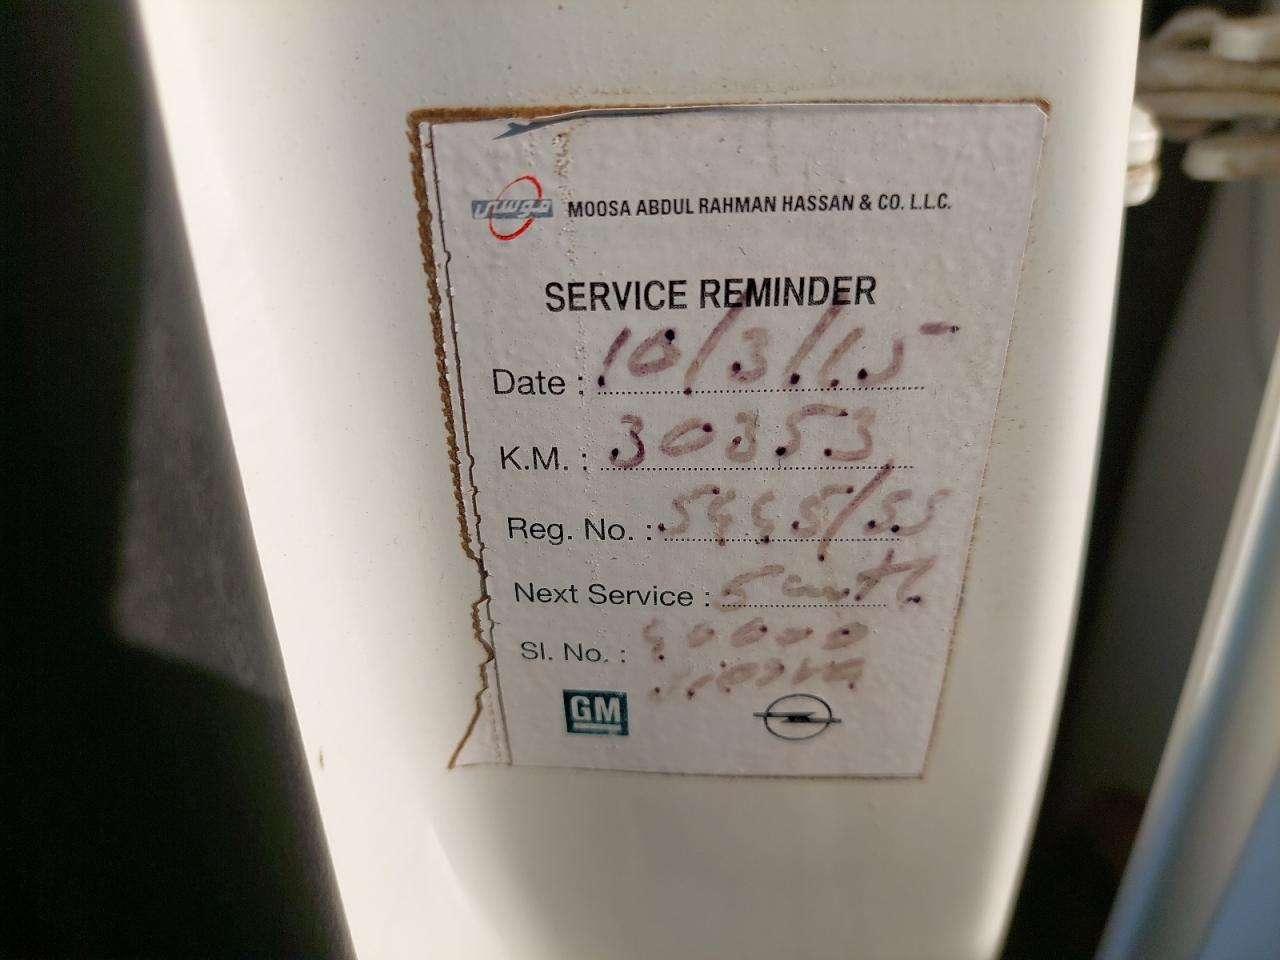 موسى MOOSA ABDUL RAHMAN HASSAN & CO. L.L.C.
SERVICE REMINDER
Date : 10/3/15
K.M. : 30353
Reg. No. :
Next Service :
Sl. No. :
GM